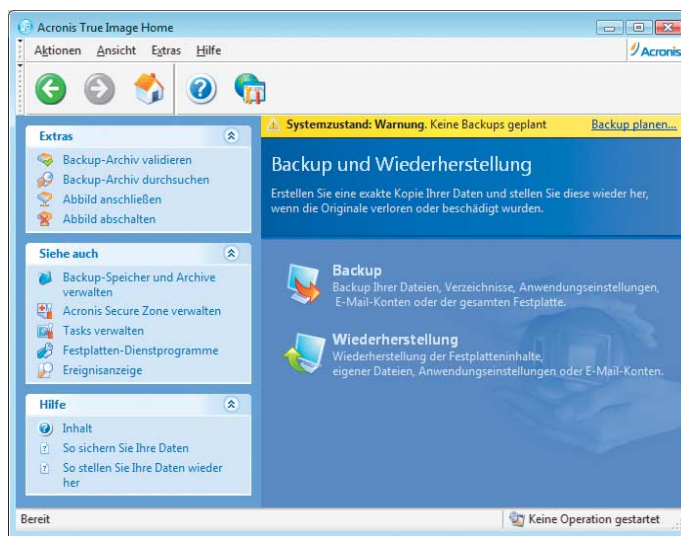 Acronis True Image Home
Aktionen Ansicht Extras Hilfe
Acronis
Extras
Backup-Archiv validieren
Backup-Archiv durchsuchen
Abbild anschließen
Abbild abschalten
Siehe auch
Backup-Speicher und Archive
verwalten
Acronis Secure Zone verwalten
Tasks verwalten
Festplatten-Dienstprogramme
Ereignisanzeige
Hilfe
Inhalt
So sichern Sie Ihre Daten
So stellen Sie Ihre Daten wieder
her
Systemzustand: Warnung. Keine Backups geplant Backup planen...
Backup und Wiederherstellung
Erstellen Sie eine exakte Kopie Ihrer Daten und stellen Sie diese wieder her,
wenn die Originale verloren oder beschädigt wurden.
Backup
Backup Ihrer Dateien, Verzeichnisse, Anwendungseinstellungen,
E-Mail-Konten oder der gesamten Festplatte.
Wiederherstellung
Wiederherstellung der Festplatteninhalte,
eigener Dateien, Anwendungseinstellungen oder E-Mail-Konten.
Bereit
Keine Operation gestartet